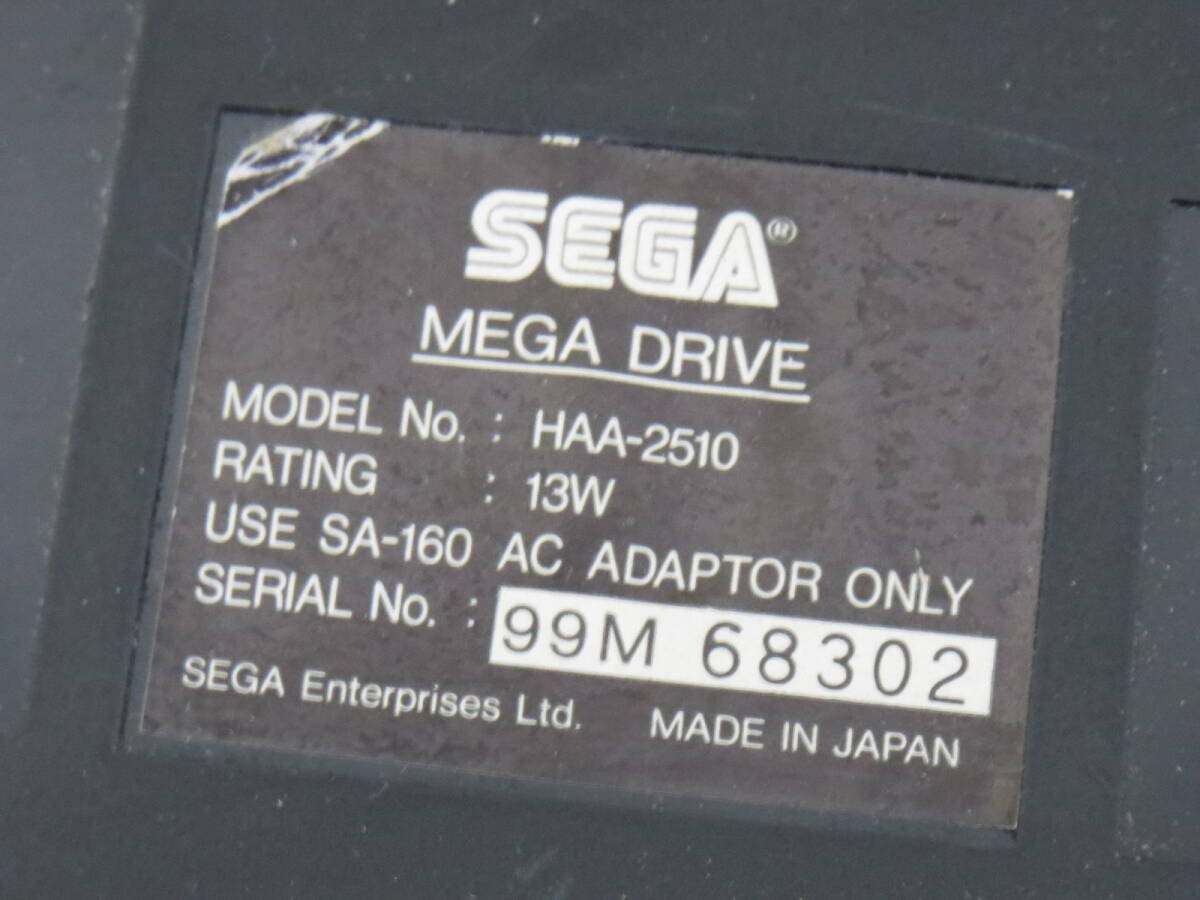 SEGA®
MEGA DRIVE
MODEL No. : HAA-2510
RATING : 13W
USE SA-160 AC ADAPTOR ONLY
SERIAL No. : 99M 68302
SEGA Enterprises Ltd. MADE IN JAPAN